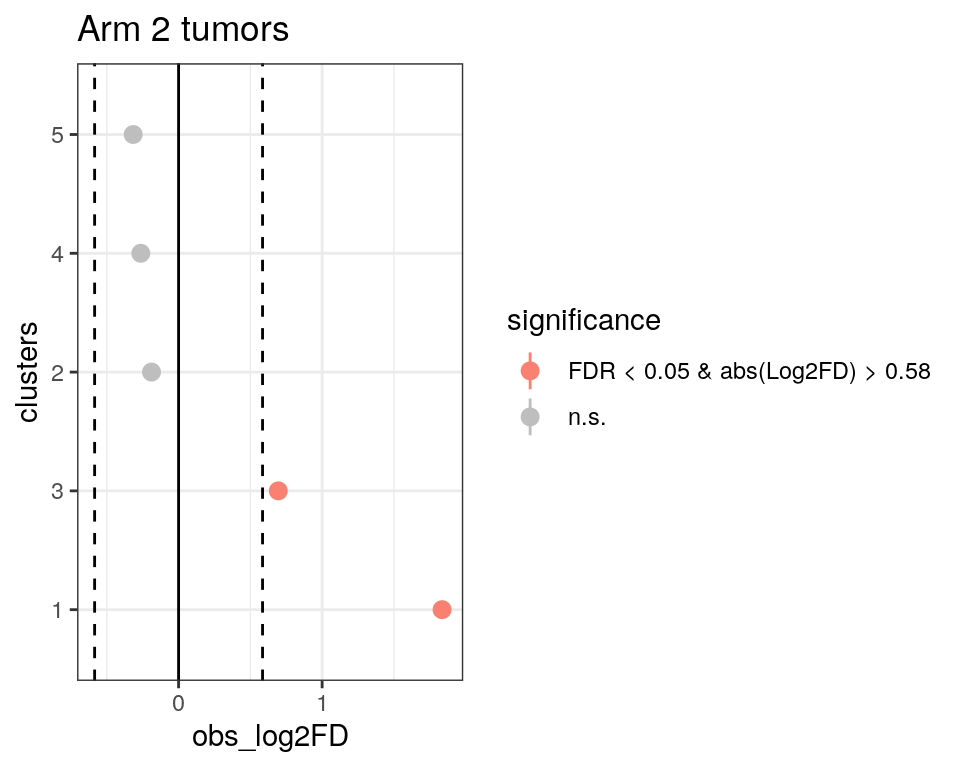 Arm 2 tumors
clusters
5
4
2
3
1
0
1
obs_log2FD
significance
FDR < 0.05 & abs(Log2FD) > 0.58
n.s.